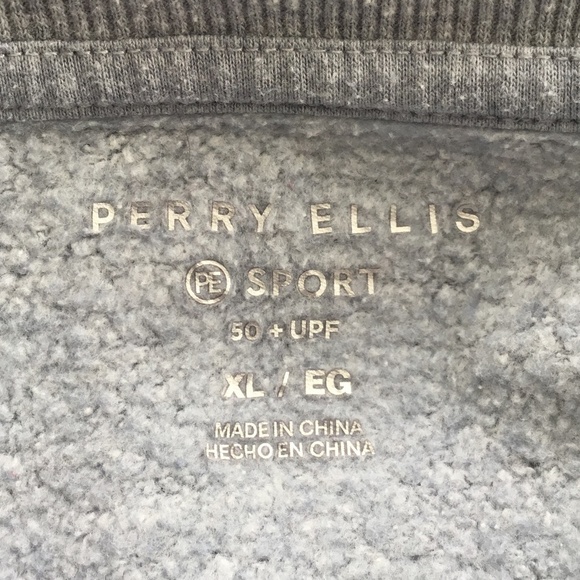 PERRY ELLIS
PE SPORT
50 + UPF
XL / EG
MADE IN CHINA
HECHO EN CHINA